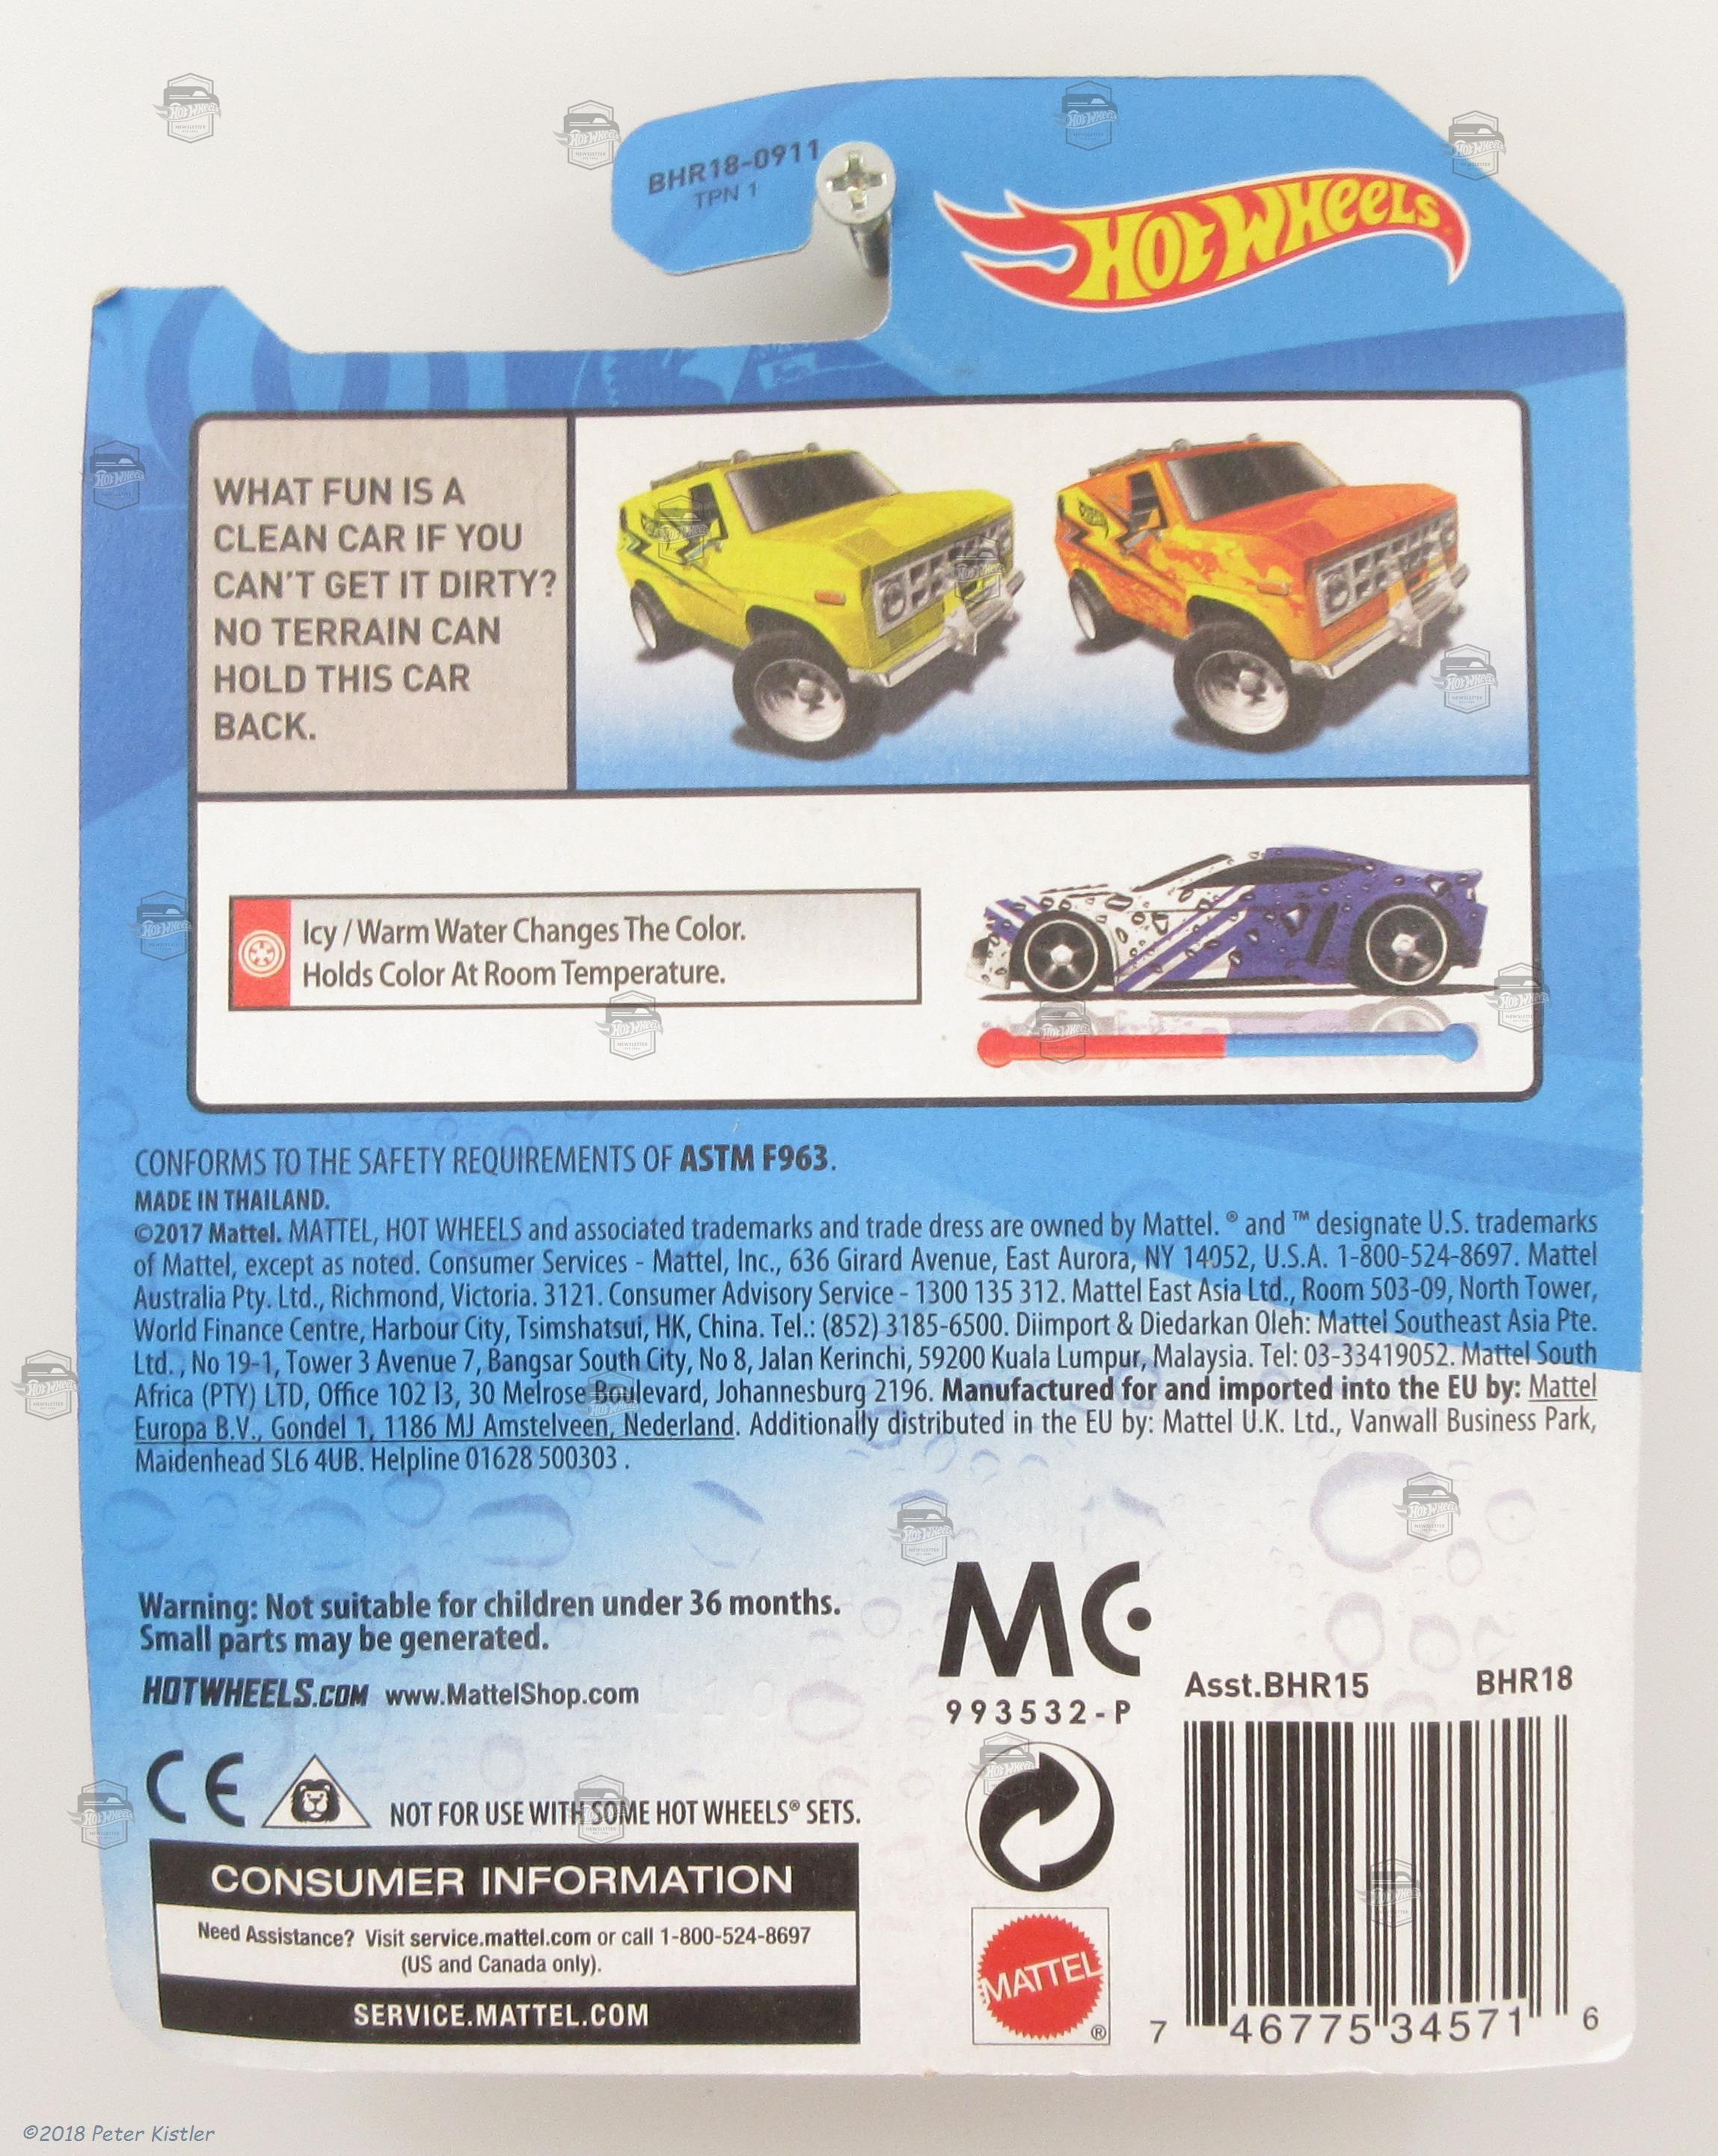 BHR18-0911
TPN 1
Hot Wheels
WHAT FUN IS A
CLEAN CAR IF YOU
CAN'T GET IT DIRTY?
NO TERRAIN CAN
HOLD THIS CAR
BACK.
Icy / Warm Water Changes The Color.
Holds Color At Room Temperature.
CONFORMS TO THE SAFETY REQUIREMENTS OF ASTM F963.
MADE IN THAILAND.
©2017 Mattel. MATTEL, HOT WHEELS and associated trademarks and trade dress are owned by Mattel. ® and ™ designate U.S. trademarks
of Mattel, except as noted. Consumer Services - Mattel, Inc., 636 Girard Avenue, East Aurora, NY 14052, U.S.A. 1-800-524-8697. Mattel
Australia Pty. Ltd., Richmond, Victoria. 3121. Consumer Advisory Service - 1300 135 312. Mattel East Asia Ltd., Room 503-09, North Tower,
World Finance Centre, Harbour City, Tsimshatsui, HK, China. Tel.: (852) 3185-6500. Diimport & Diedarkan Oleh: Mattel Southeast Asia Pte.
Ltd., No 19-1, Tower 3 Avenue 7, Bangsar South City, No 8, Jalan Kerinchi, 59200 Kuala Lumpur, Malaysia. Tel: 03-33419052. Mattel South
Africa (PTY) LTD, Office 102 I3, 30 Melrose Boulevard, Johannesburg 2196. Manufactured for and imported into the EU by: Mattel
Europa B.V., Gondel 1, 1186 MJ Amstelveen, Nederland. Additionally distributed in the EU by: Mattel U.K. Ltd., Vanwall Business Park,
Maidenhead SL6 4UB. Helpline 01628 500303.
Warning: Not suitable for children under 36 months.
Small parts may be generated.
HOTWHEELS.COM www.MattelShop.com
MC
993532-P
Asst.BHR15 BHR18
CE
NOT FOR USE WITH SOME HOT WHEELS® SETS.
CONSUMER INFORMATION
Need Assistance? Visit service.mattel.com or call 1-800-524-8697
(US and Canada only).
SERVICE.MATTEL.COM
MATTEL
®
7 46775 34571 6
©2018 Peter Kistler